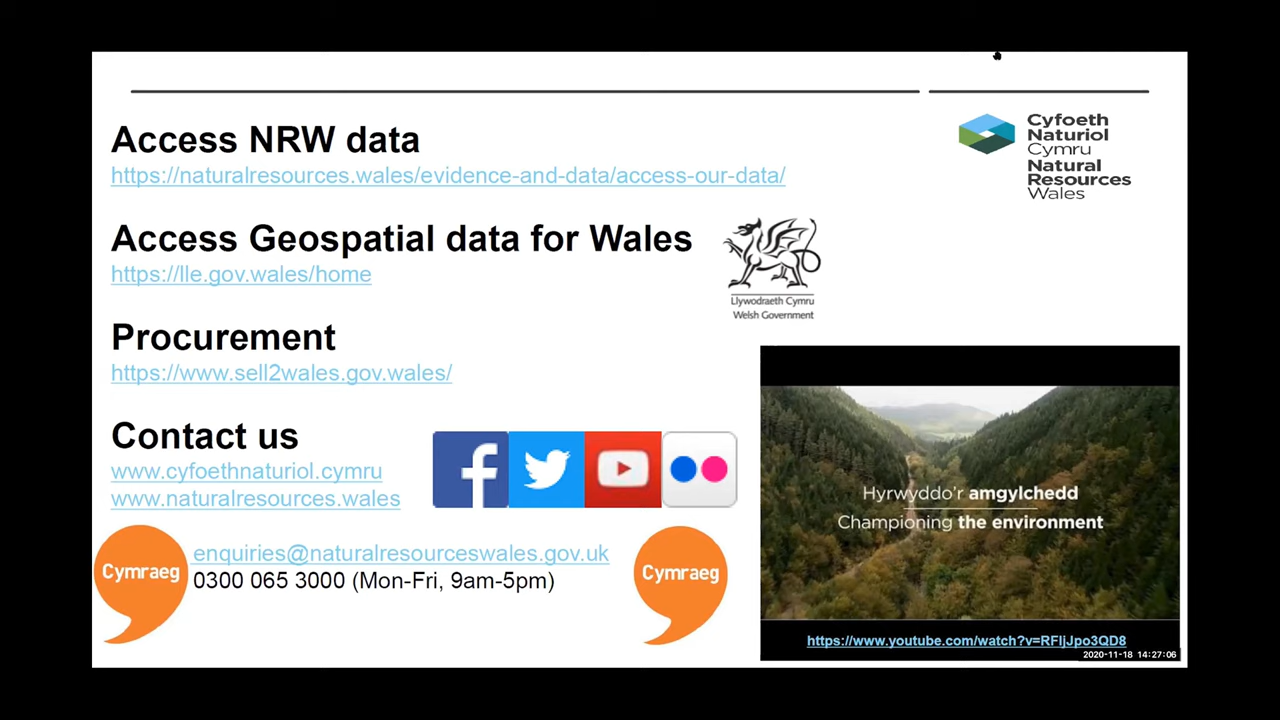 Access NRW data
https://naturalresources.wales/evidence-and-data/access-our-data/
Cyfoeth
Naturiol
Cymru
Natural
Resources
Wales
Access Geospatial data for Wales
https://lle.gov.wales/home
Llywodraeth Cymru
Welsh Government
Procurement
https://www.sell2wales.gov.wales/
Contact us
www.cyfoethnaturiol.cymru
www.naturalresources.wales
Cymraeg
enquiries@naturalresourceswales.gov.uk
0300 065 3000 (Mon-Fri, 9am-5pm)
Cymraeg
Hyrwyddo'r amgylchedd
Championing the environment
https://www.youtube.com/watch?v=RFIjJpo3QD8
2020-11-18 14:27:06